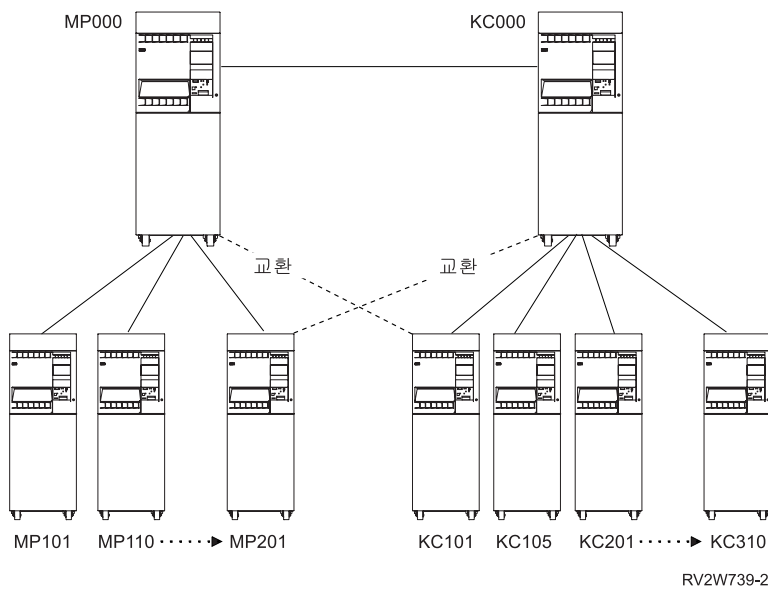 MP000
KC000
교환
교환
MP101
MP110
MP201
KC101
KC105
KC201
KC310
RV2W739-2